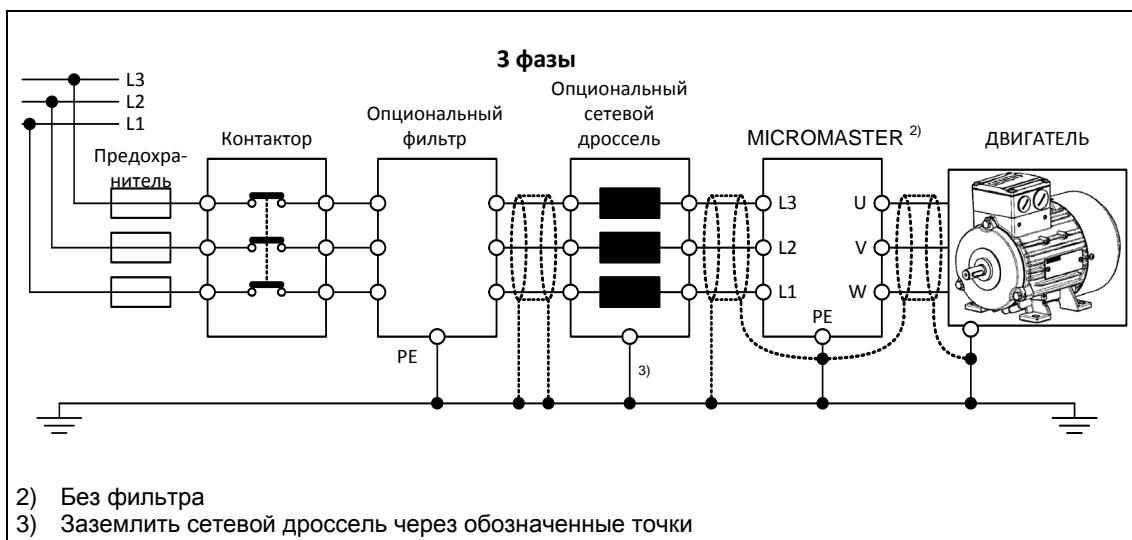 3 фазы
L3
L2
L1
Предохра-
нитель
Контактор
Опциональный
фильтр
Опциональный
сетевой
дроссель
MICROMASTER 2)
ДВИГАТЕЛЬ
L3
U
L2
V
L1
W
PE
PE
3)
2) Без фильтра
3) Заземлить сетевой дроссель через обозначенные точки